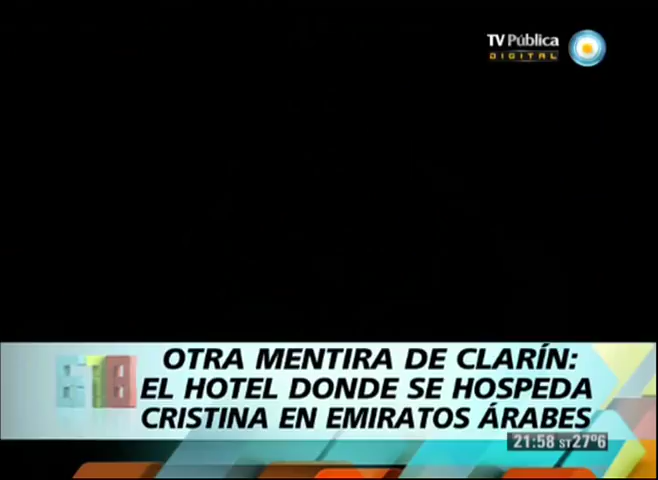 TV Pública
DIGITAL
678
OTRA MENTIRA DE CLARÍN:
EL HOTEL DONDE SE HOSPEDA
CRISTINA EN EMIRATOS ÁRABES
21:58 ST27º6